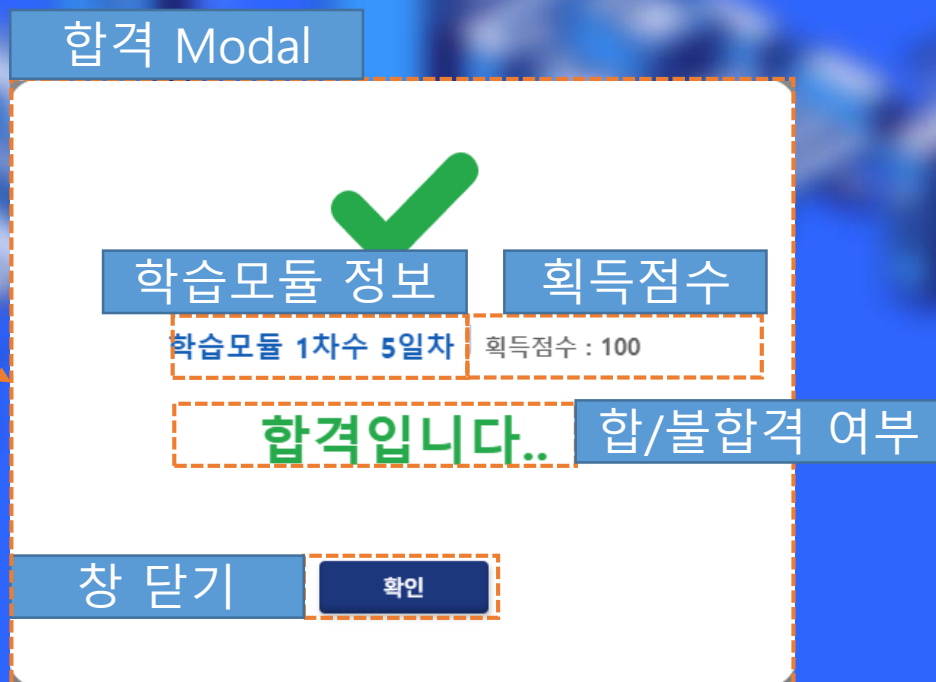 합격 Modal
학습모듈 정보
획득점수
학습모듈 1차수 5일차
획득점수 : 100
합격입니다..
합/불합격 여부
창 닫기
확인